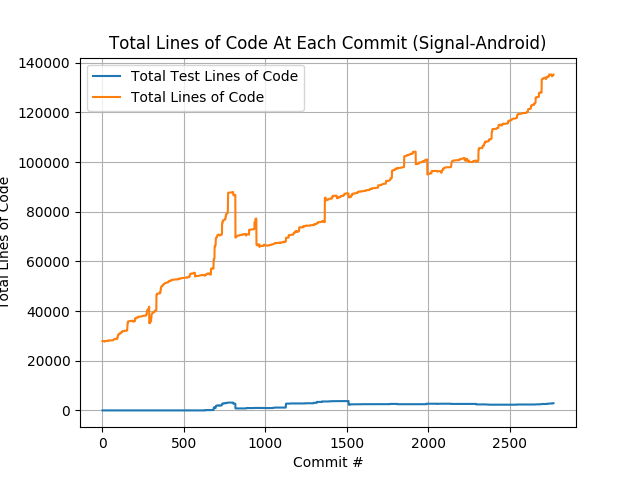 Total Lines of Code At Each Commit (Signal-Android)
Total Test Lines of Code
Total Lines of Code
140000
120000
100000
80000
60000
40000
20000
0
Total Lines of Code
0 500 1000 1500 2000 2500
Commit #